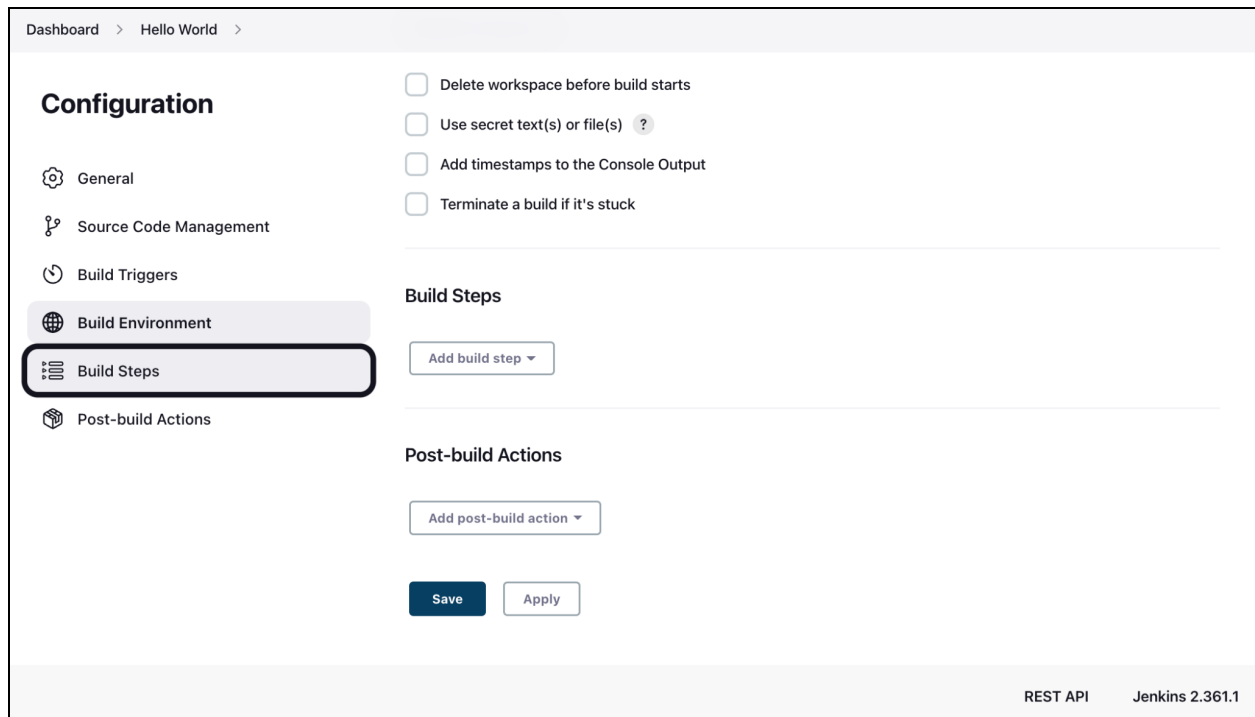 Dashboard > Hello World >
Configuration
General
Source Code Management
Build Triggers
Build Environment
Build Steps
Post-build Actions
Delete workspace before build starts
Use secret text(s) or file(s) ?
Add timestamps to the Console Output
Terminate a build if it's stuck
Build Steps
Add build step
Post-build Actions
Add post-build action
Save Apply
REST API Jenkins 2.361.1